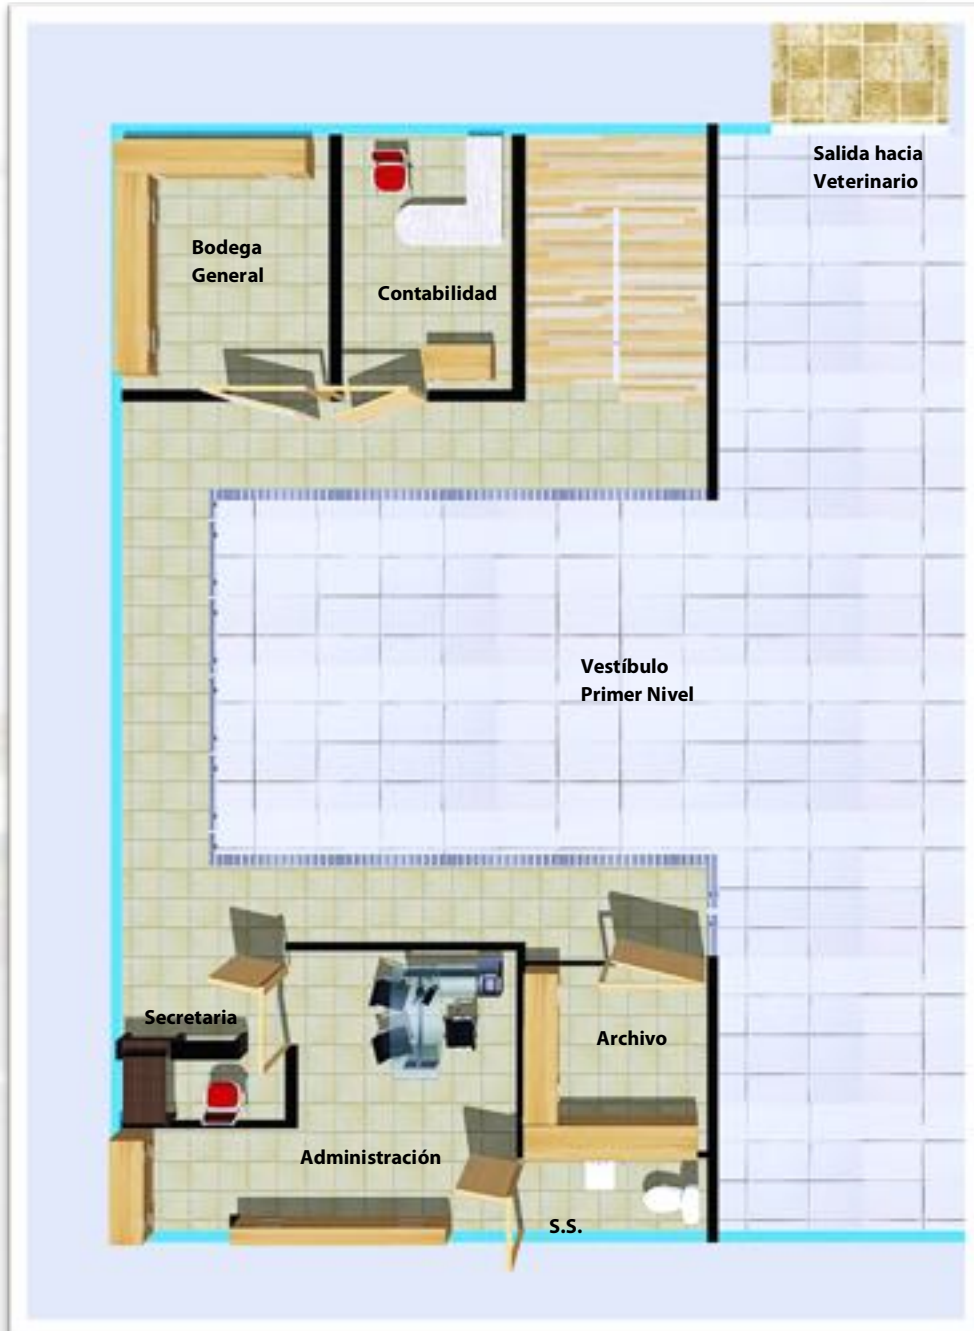 Salida hacia
Veterinario
Bodega
General
Contabilidad
Vestíbulo
Primer Nivel
Secretaria
Archivo
Administración
S.S.